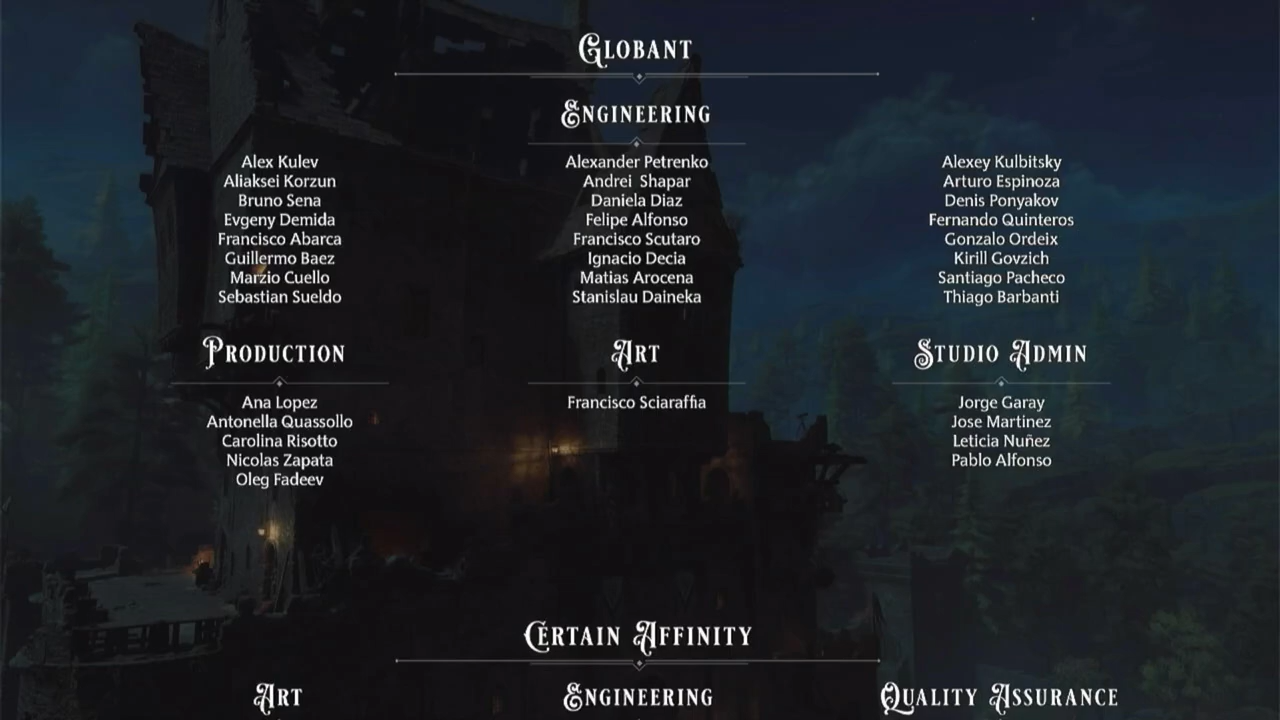 Globant
Engineering
Alex Kulev
Aliaksei Korzun
Bruno Sena
Evgeny Demida
Francisco Abarca
Guillermo Baez
Marzio Cuello
Sebastian Sueldo
Alexander Petrenko
Andrei Shapar
Daniela Diaz
Felipe Alfonso
Francisco Scutaro
Ignacio Decia
Matias Arocena
Stanislau Daineka
Alexey Kulbitsky
Arturo Espinoza
Denis Ponyakov
Fernando Quinteros
Gonzalo Ordeix
Kirill Govzich
Santiago Pacheco
Thiago Barbanti
Production
Ana Lopez
Antonella Quassollo
Carolina Risotto
Nicolas Zapata
Oleg Fadeev
Art
Francisco Sciaraffia
Studio Admin
Jorge Garay
Jose Martinez
Leticia Nuñez
Pablo Alfonso
Certain Affinity
Art
Engineering
Quality Assurance